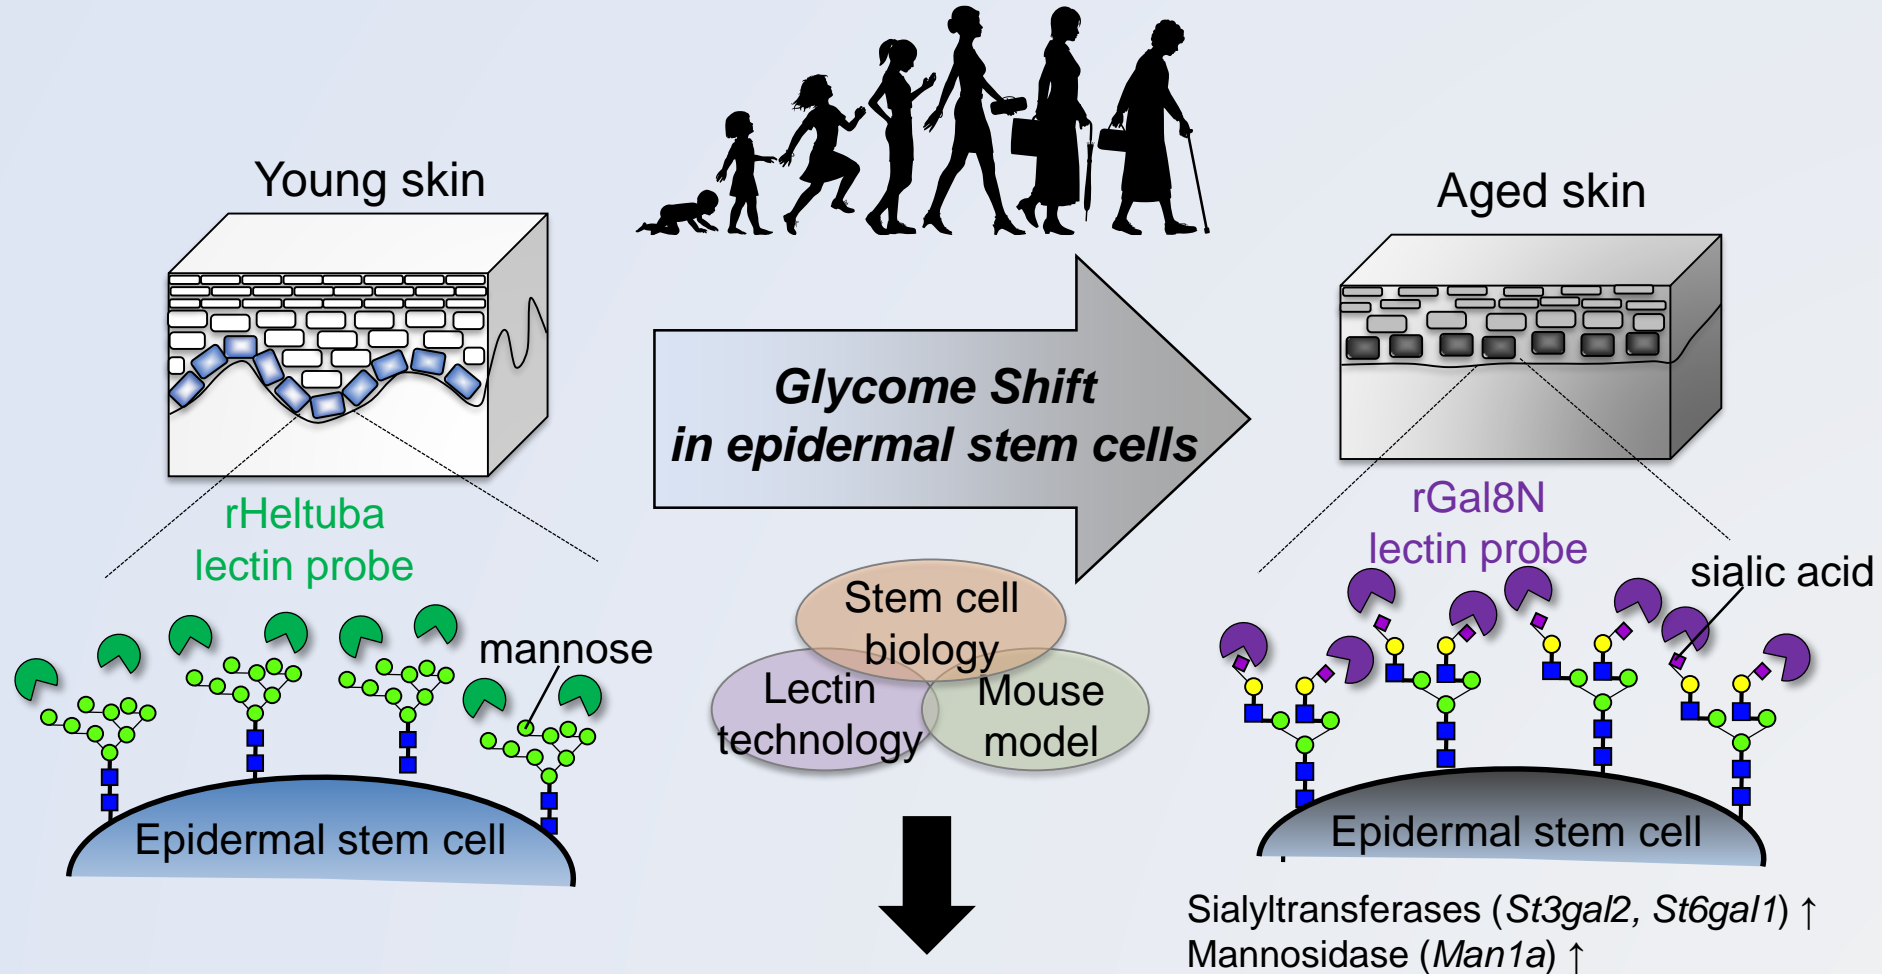 Young skin
Aged skin
Glycome Shift
in epidermal stem cells
rHeltuba
lectin probe
rGal8N
lectin probe
sialic acid
mannose
Stem cell
biology
Lectin
technology
Mouse
model
Epidermal stem cell
Epidermal stem cell
Sialyltransferases (St3gal2, St6gal1) ↑
Mannosidase (Man1a) ↑